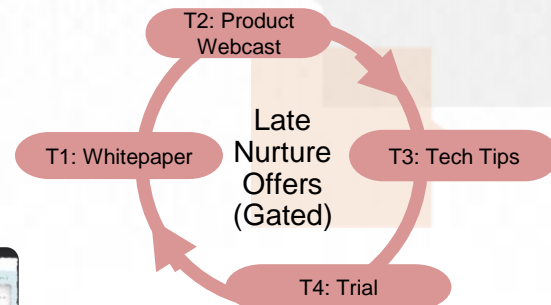 T2: Product
Webcast
T1: Whitepaper
Late
Nurture
Offers
(Gated)
T3: Tech Tips
T4: Trial